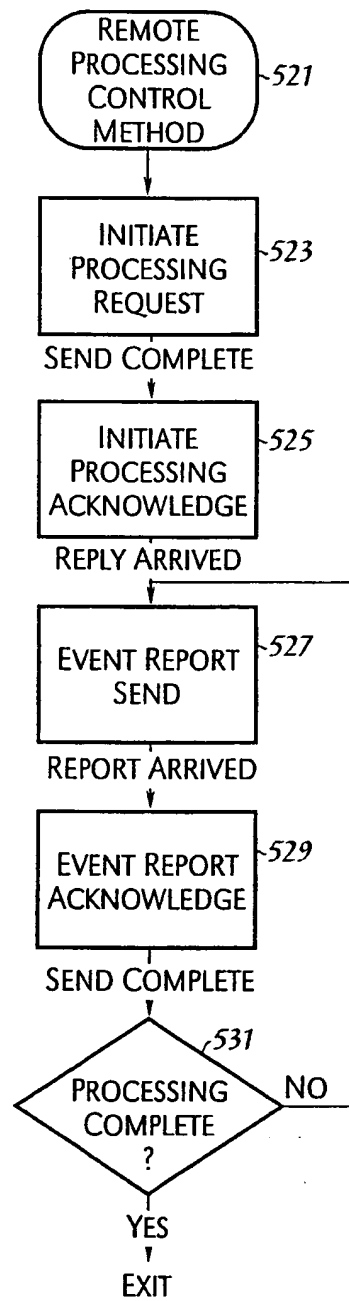 REMOTE
PROCESSING
CONTROL
METHOD
521
INITIATE
PROCESSING
REQUEST
523
SEND COMPLETE
INITIATE
PROCESSING
ACKNOWLEDGE
525
REPLY ARRIVED
EVENT REPORT
SEND
527
REPORT ARRIVED
EVENT REPORT
ACKNOWLEDGE
529
SEND COMPLETE
531
PROCESSING
COMPLETE
?
NO
YES
EXIT